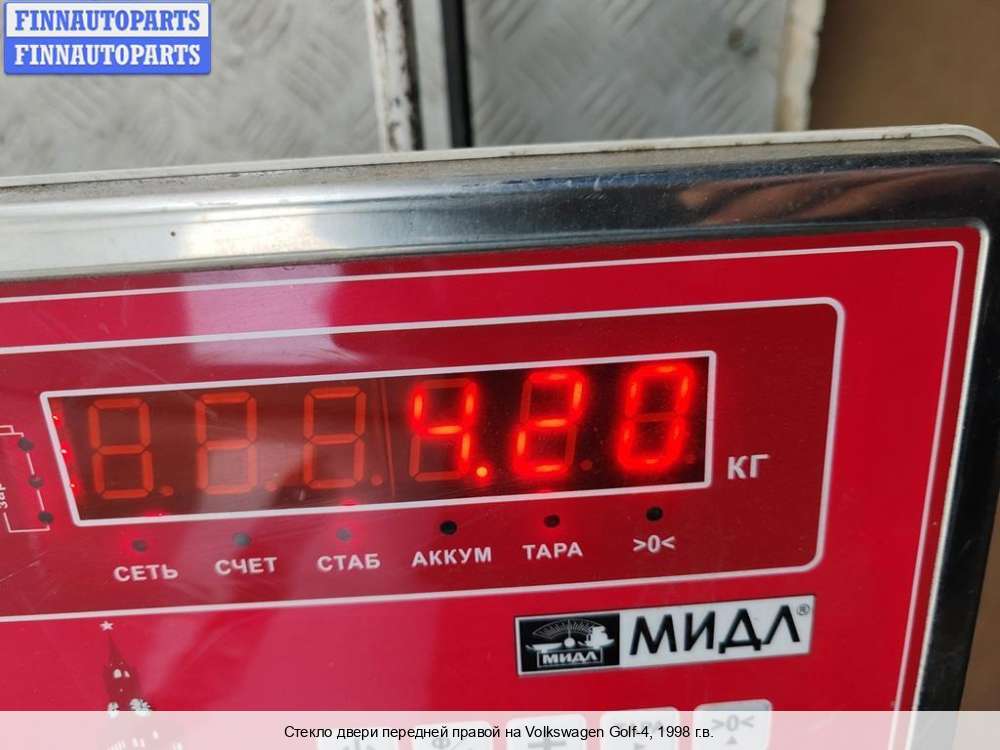 FINNAUTOPARTS
FINNAUTOPARTS
4.20
КГ
СЕТЬ СЧЕТ СТАБ АККУМ ТАРА >0<
МИДЛ МИДЛ®
>0<
Стекло двери передней правой на Volkswagen Golf-4, 1998 г.в.